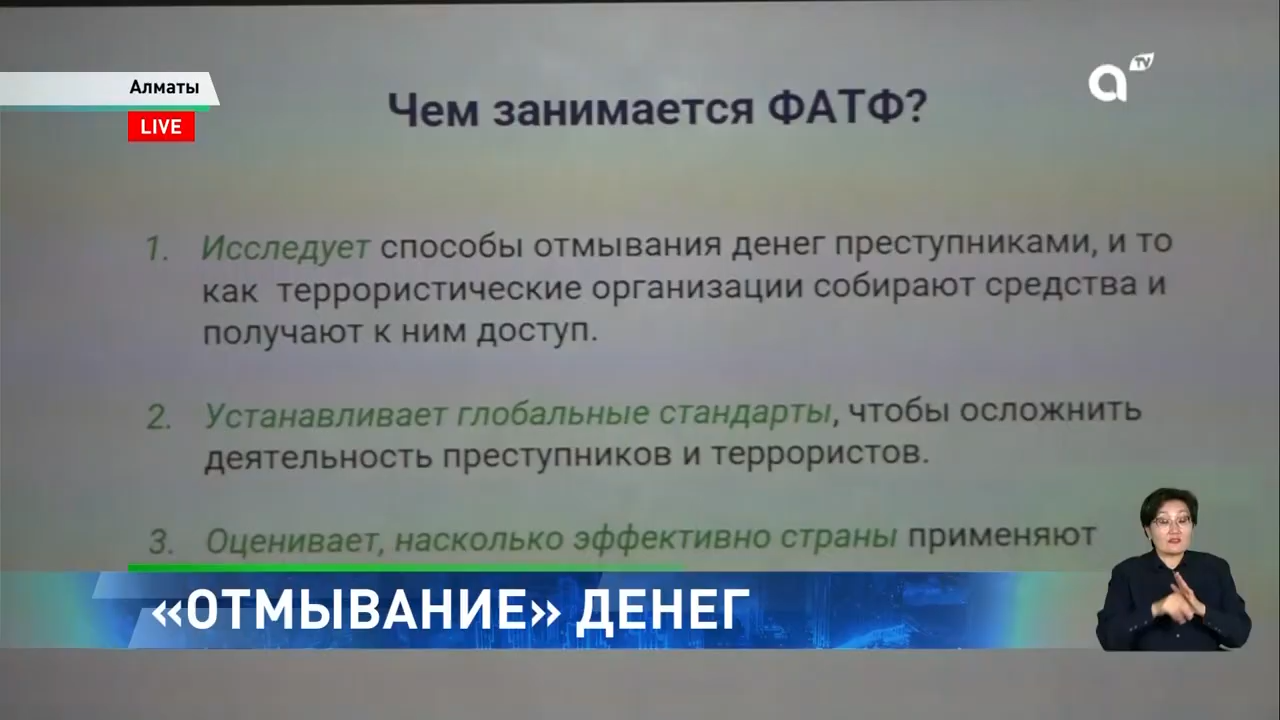 Алматы
LIVE
TV
Чем занимается ФАТФ?
1. Исследует способы отмывания денег преступниками, и то
как террористические организации собирают средства и
получают к ним доступ.
2. Устанавливает глобальные стандарты, чтобы осложнить
деятельность преступников и террористов.
3. Оценивает, насколько эффективно страны применяют
«ОТМЫВАНИЕ» ДЕНЕГ